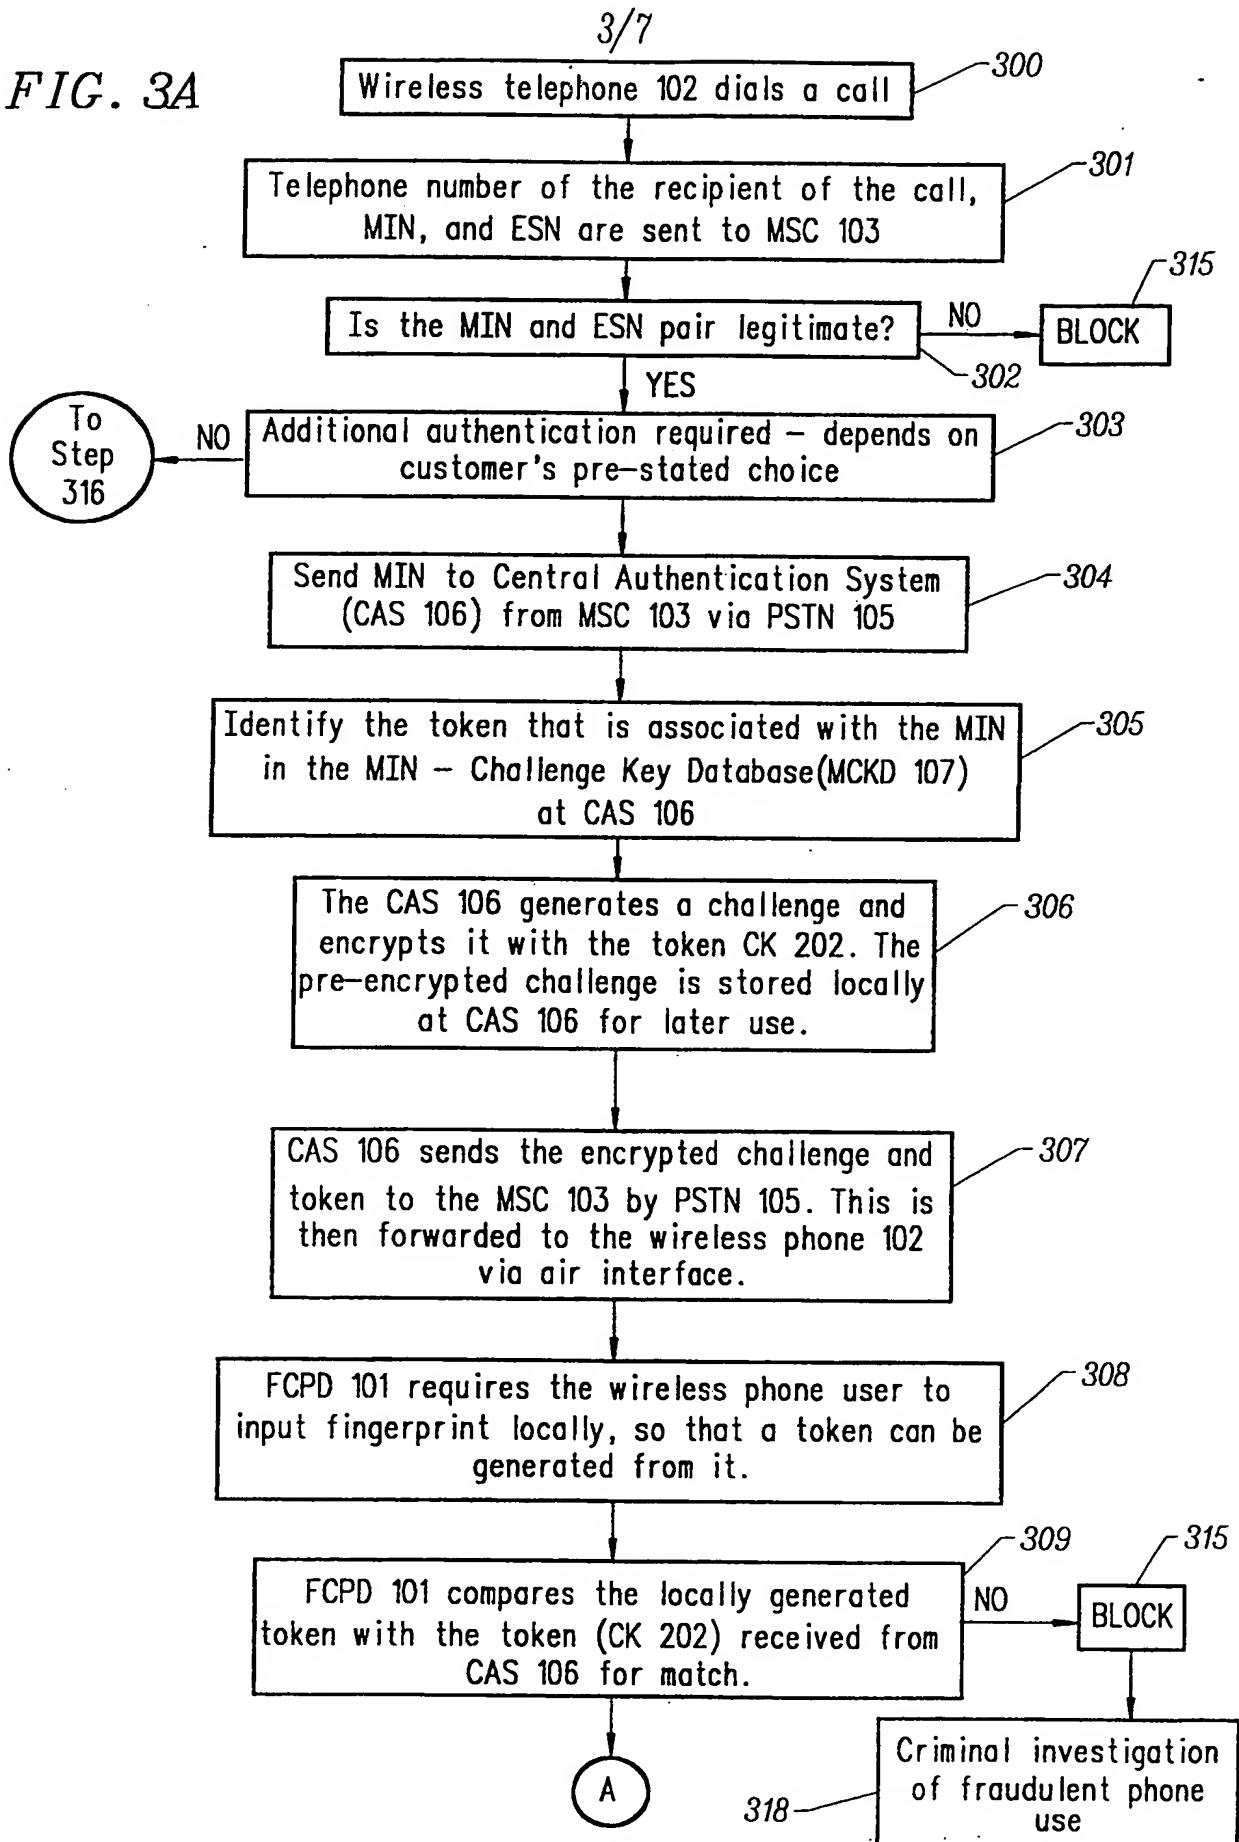 3/7
FIG. 3A
Wireless telephone 102 dials a call
300
Telephone number of the recipient of the call,
MIN, and ESN are sent to MSC 103
301
Is the MIN and ESN pair legitimate?
302
NO
BLOCK
315
YES
Additional authentication required – depends on
customer's pre–stated choice
303
NO
To
Step
316
Send MIN to Central Authentication System
(CAS 106) from MSC 103 via PSTN 105
304
Identify the token that is associated with the MIN
in the MIN – Challenge Key Database(MCKD 107)
at CAS 106
305
The CAS 106 generates a challenge and
encrypts it with the token CK 202. The
pre–encrypted challenge is stored locally
at CAS 106 for later use.
306
CAS 106 sends the encrypted challenge and
token to the MSC 103 by PSTN 105. This is
then forwarded to the wireless phone 102
via air interface.
307
FCPD 101 requires the wireless phone user to
input fingerprint locally, so that a token can be
generated from it.
308
FCPD 101 compares the locally generated
token with the token (CK 202) received from
CAS 106 for match.
309
NO
BLOCK
315
A
Criminal investigation
of fraudulent phone
use
318